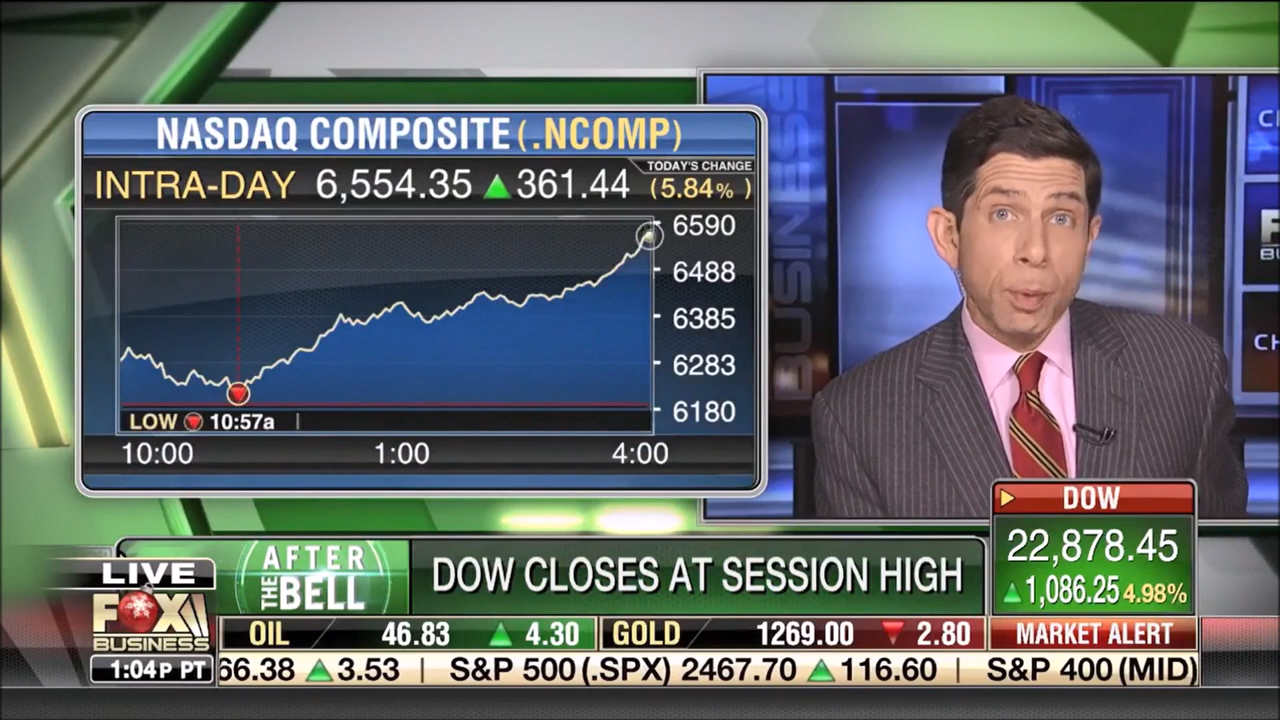 NASDAQ COMPOSITE (.NCOMP)
TODAY'S CHANGE
INTRA-DAY 6,554.35 ▲ 361.44 (5.84%)
6590
6488
6385
6283
6180
LOW ▼ 10:57a
10:00 1:00 4:00
BUSINESS
DOW
22,878.45
▲ 1,086.25 4.98%
MARKET ALERT
AFTER THE BELL
DOW CLOSES AT SESSION HIGH
LIVE
FOX
BUSINESS
1:04P PT
OIL 46.83 ▲ 4.30 GOLD 1269.00 ▼ 2.80
66.38 ▲ 3.53 | S&P 500 (.SPX) 2467.70 ▲ 116.60 | S&P 400 (MID)